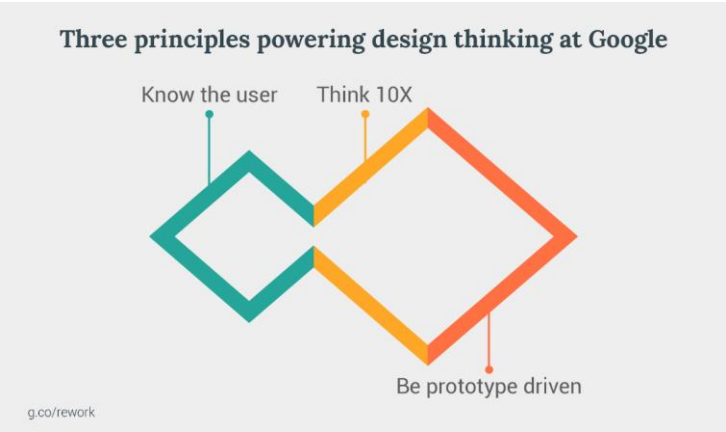 Three principles powering design thinking at Google
Know the user
Think 10X
Be prototype driven
g.co/rework